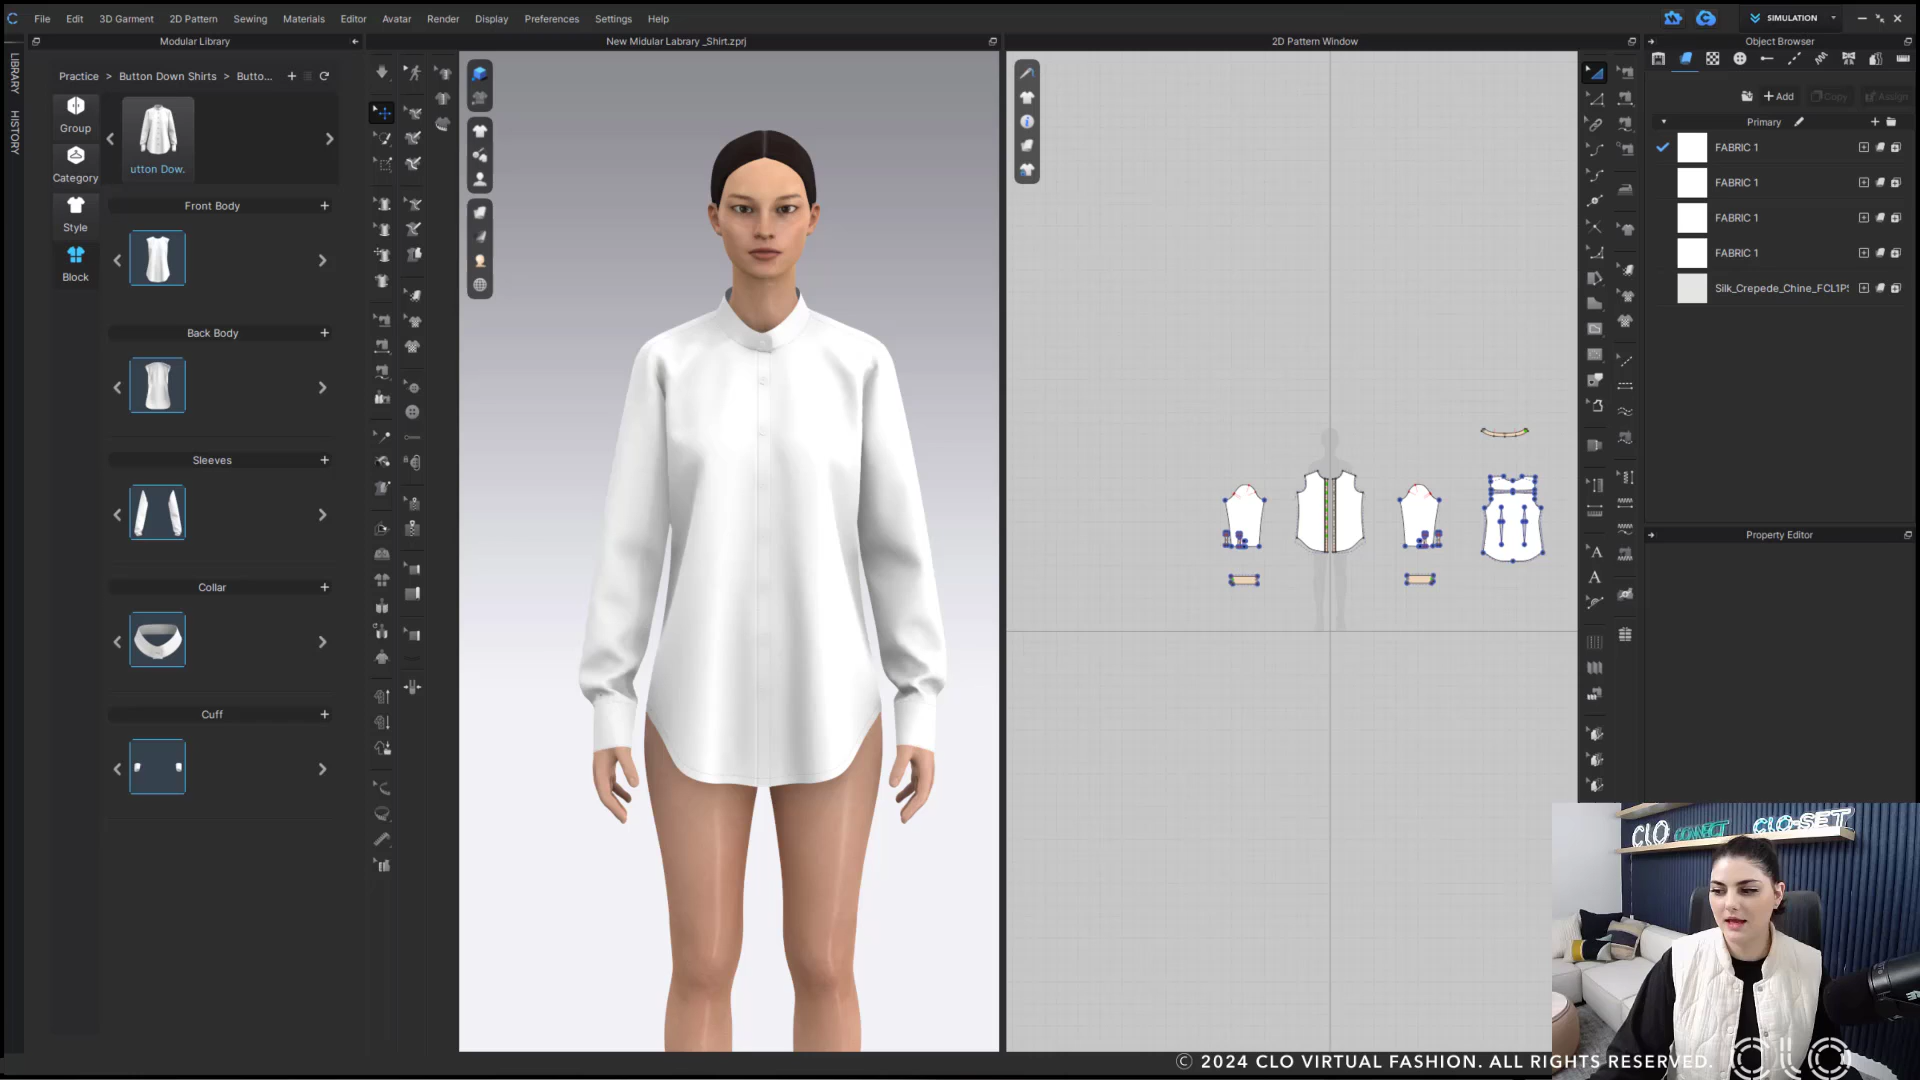 File Edit 3D Garment 2D Pattern Sewing Materials Editor Avatar Render Display Preferences Settings Help
SIMULATION
Modular Library
New Midular Labrary _Shirt.zprj
2D Pattern Window
Object Browser
LIBRARY
HISTORY
Practice > Button Down Shirts > Butto...
Group
Category
Style
Block
utton Dow.
Front Body
Back Body
Sleeves
Collar
Cuff
Add Copy Assign
Primary
FABRIC 1
FABRIC 1
FABRIC 1
FABRIC 1
Silk_Crepede_Chine_FCL1PS
Property Editor
CLO CONNECT CLO-SET
© 2024 CLO VIRTUAL FASHION. ALL RIGHTS RESERVED. CLO